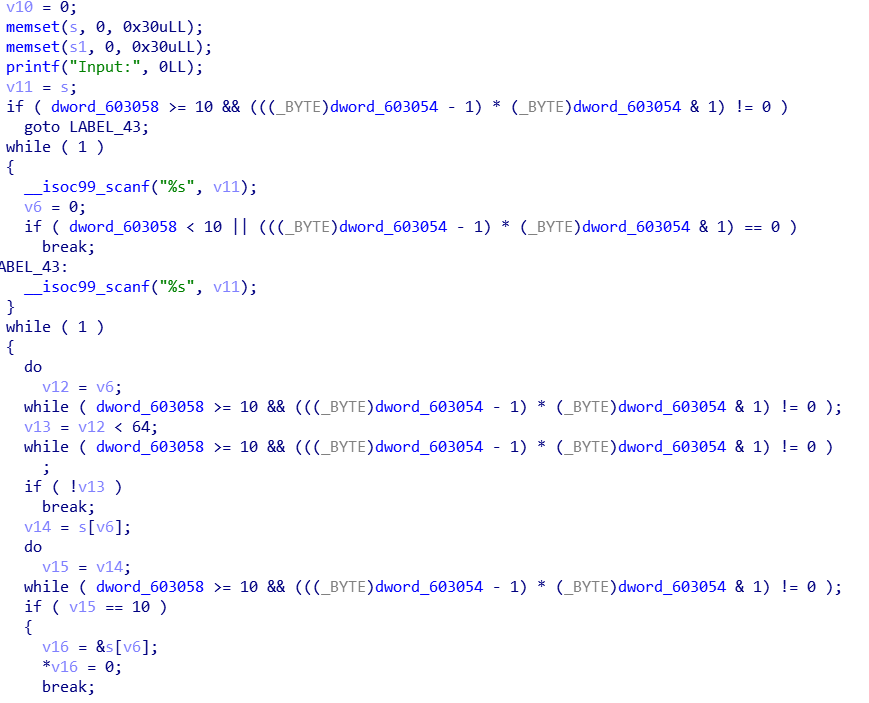 v10 = 0;
memset(s, 0, 0x30uLL);
memset(s1, 0, 0x30uLL);
printf("Input:", 0LL);
v11 = s;
if ( dword_603058 >= 10 && (((_BYTE)dword_603054 - 1) * (_BYTE)dword_603054 & 1) != 0 )
  goto LABEL_43;
while ( 1 )
{
  __isoc99_scanf("%s", v11);
  v6 = 0;
  if ( dword_603058 < 10 || (((_BYTE)dword_603054 - 1) * (_BYTE)dword_603054 & 1) == 0 )
    break;
ABEL_43:
  __isoc99_scanf("%s", v11);
}
while ( 1 )
{
  do
    v12 = v6;
  while ( dword_603058 >= 10 && (((_BYTE)dword_603054 - 1) * (_BYTE)dword_603054 & 1) != 0 );
  v13 = v12 < 64;
  while ( dword_603058 >= 10 && (((_BYTE)dword_603054 - 1) * (_BYTE)dword_603054 & 1) != 0 )
    ;
  if ( !v13 )
    break;
  v14 = s[v6];
  do
    v15 = v14;
  while ( dword_603058 >= 10 && (((_BYTE)dword_603054 - 1) * (_BYTE)dword_603054 & 1) != 0 );
  if ( v15 == 10 )
  {
    v16 = &s[v6];
    *v16 = 0;
    break;